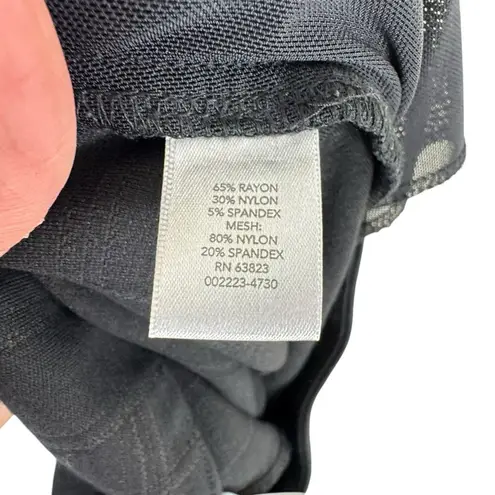 65% RAYON
30% NYLON
5% SPANDEX
MESH:
80% NYLON
20% SPANDEX
RN 63823
002223-4730